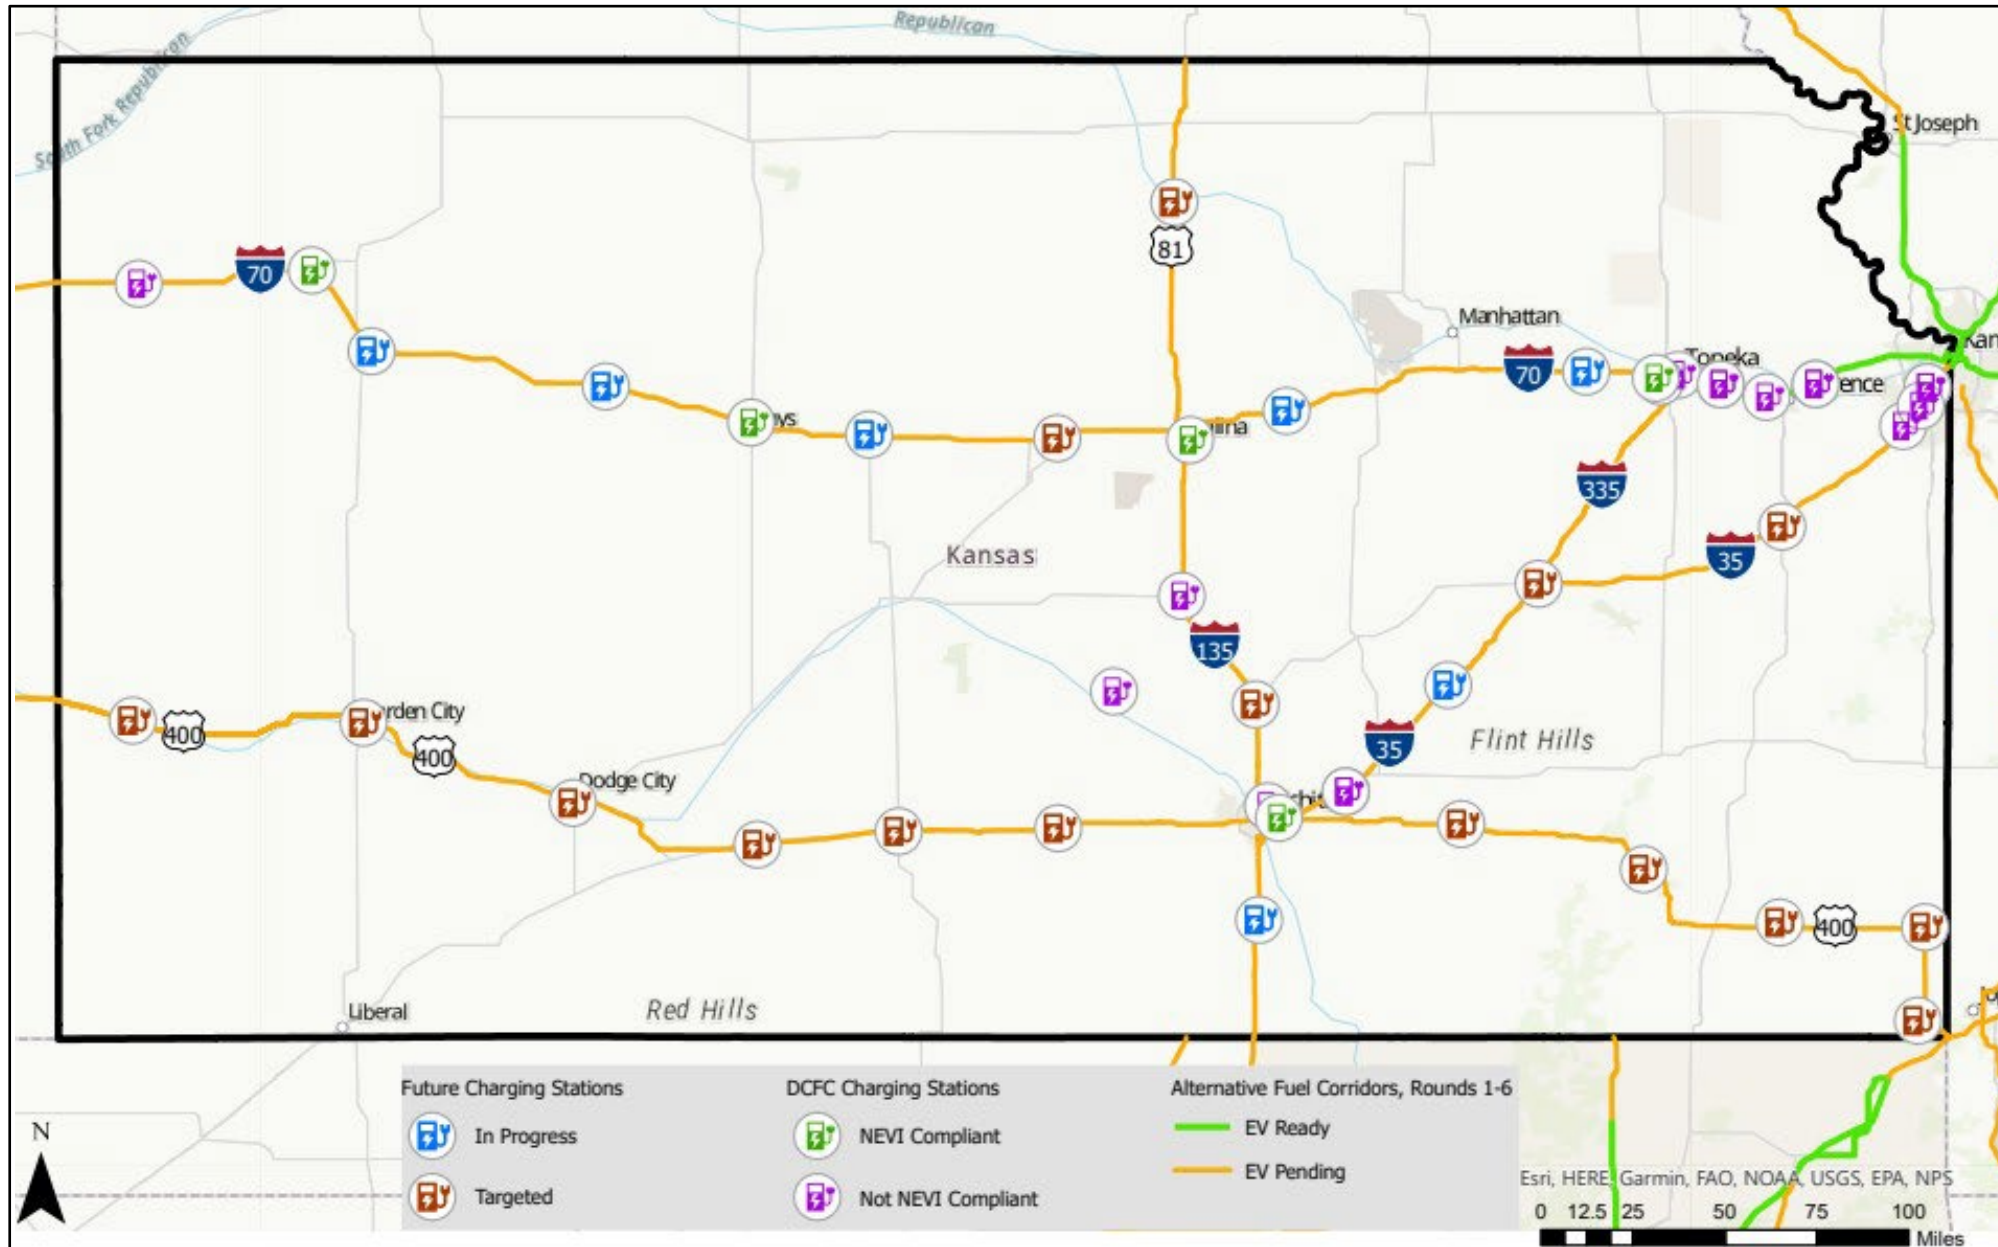 Republican
South Fork Republican
St Joseph
81
70
Manhattan
Kan
Topeka
70
ence
ys
lina
335
Kansas
35
135
rden City
400
400
35
Flint Hills
Dodge City
chi
400
Liberal
Red Hills
Jo
Future Charging Stations
In Progress
Targeted
DCFC Charging Stations
NEVI Compliant
Not NEVI Compliant
Alternative Fuel Corridors, Rounds 1-6
EV Ready
EV Pending
N
Esri, HERE, Garmin, FAO, NOAA, USGS, EPA, NPS
0 12.5 25 50 75 100
Miles